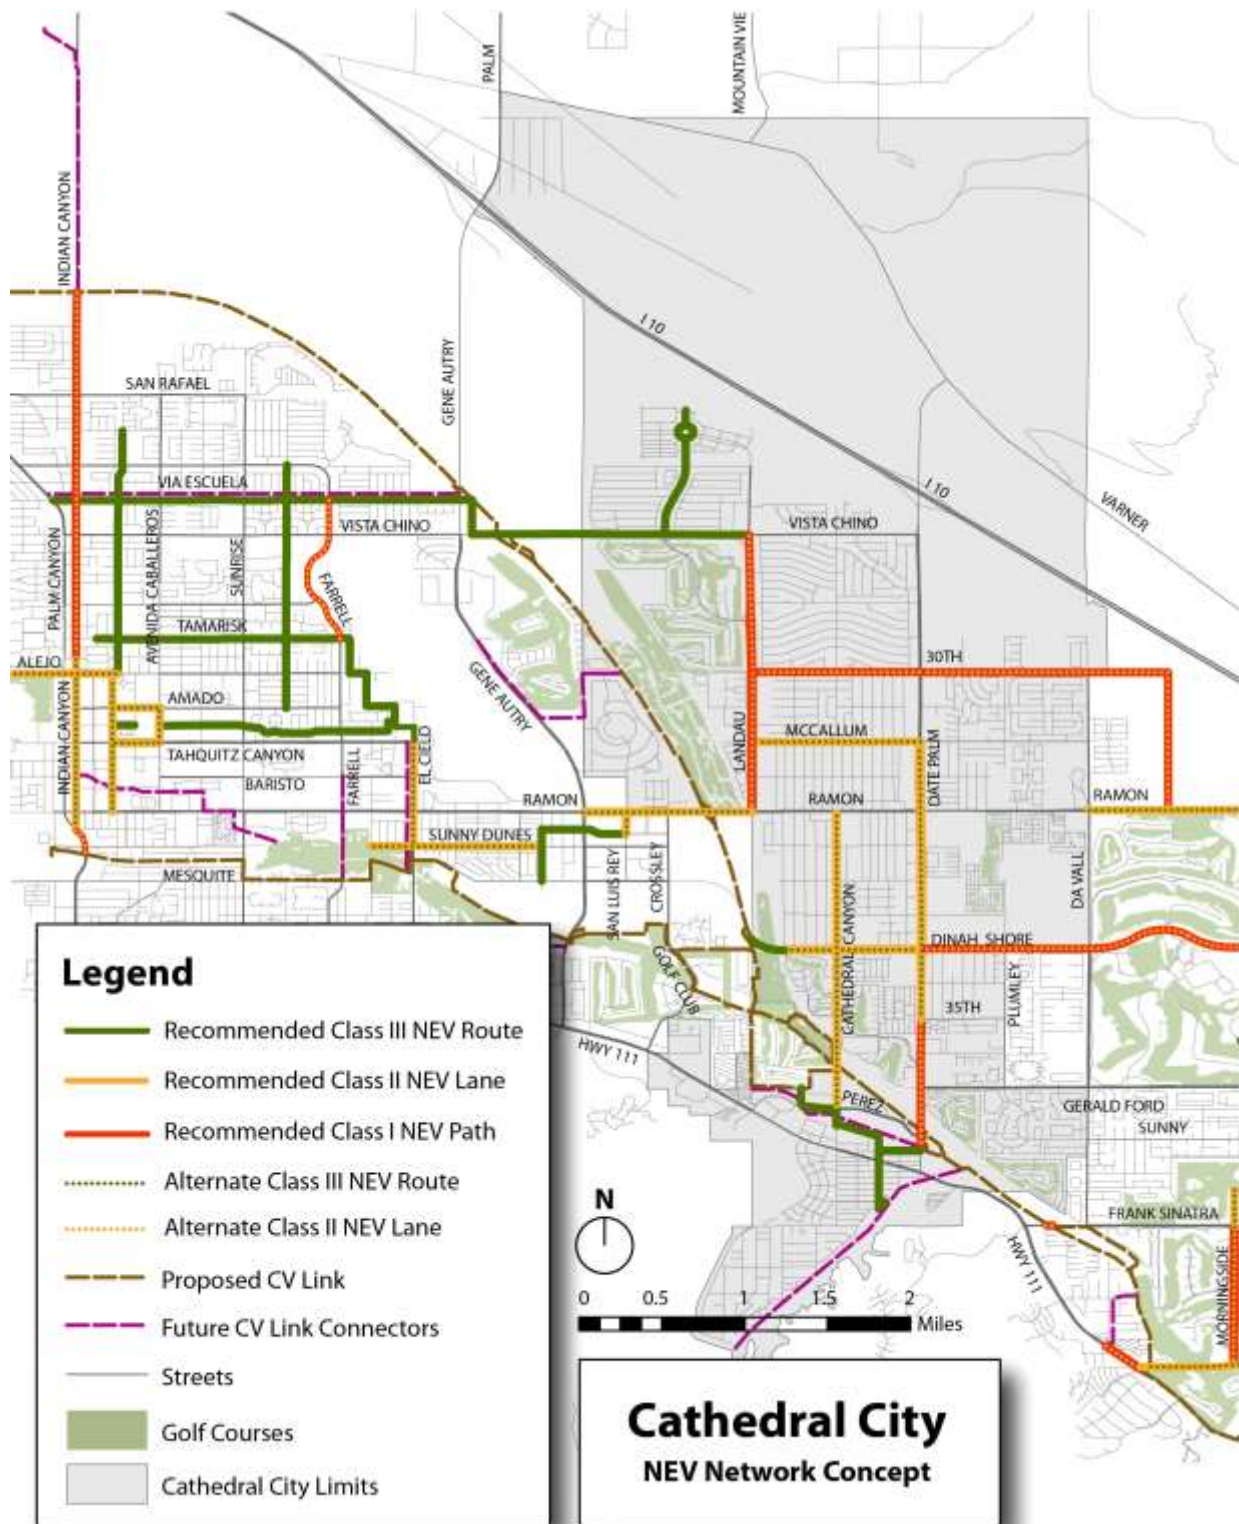 PALM
MOUNTAIN VIE
INDIAN CANYON
I 10
SAN RAFAEL
GENE AUTRY
I 10
VARNER
VIA ESCUELA
VISTA CHINO
VISTA CHINO
PALM CANYON
AVENIDA CABALLEROS
SUNRISE
FARRELL
TAMARISK
ALEJO
30TH
AMADO
GENE AUTRY
INDIAN CANYON
TAHQUITZ CANYON
EL CIELO
LANDAU
MCCALLUM
DATE PALM
BARISTO
FARRELL
RAMON
RAMON
RAMON
SUNNY DUNES
MESQUITE
SAN LUIS REY
CROSSLEY
CATHEDRAL CANYON
DA VALL
DINAH SHORE
GOLF CLUB
PLUMLEY
35TH
HWY 111
PEREZ
GERALD FORD
SUNNY
FRANK SINATRA
HWY 111
MORNINGSIDE
Legend
Recommended Class III NEV Route
Recommended Class II NEV Lane
Recommended Class I NEV Path
Alternate Class III NEV Route
Alternate Class II NEV Lane
Proposed CV Link
Future CV Link Connectors
Streets
Golf Courses
Cathedral City Limits
N
0 0.5 1 1.5 2
Miles
Cathedral City
NEV Network Concept